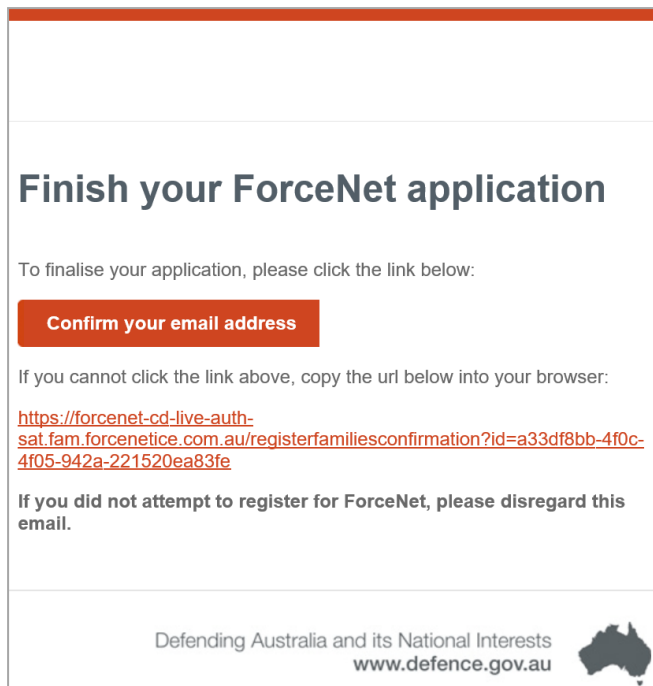 Finish your ForceNet application
To finalise your application, please click the link below:
Confirm your email address
If you cannot click the link above, copy the url below into your browser:
https://forcenet-cd-live-auth-
sat.fam.forcenetice.com.au/registerfamiliesconfirmation?id=a33df8bb-4f0c-
4f05-942a-221520ea83fe
If you did not attempt to register for ForceNet, please disregard this
email.
Defending Australia and its National Interests
www.defence.gov.au